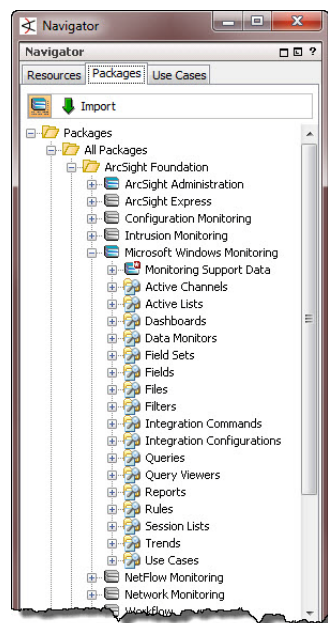 Navigator
Navigator
Resources Packages Use Cases
Import
Packages
All Packages
ArcSight Foundation
ArcSight Administration
ArcSight Express
Configuration Monitoring
Intrusion Monitoring
Microsoft Windows Monitoring
Monitoring Support Data
Active Channels
Active Lists
Dashboards
Data Monitors
Field Sets
Fields
Files
Filters
Integration Commands
Integration Configurations
Queries
Query Viewers
Reports
Rules
Session Lists
Trends
Use Cases
NetFlow Monitoring
Network Monitoring
Workflow